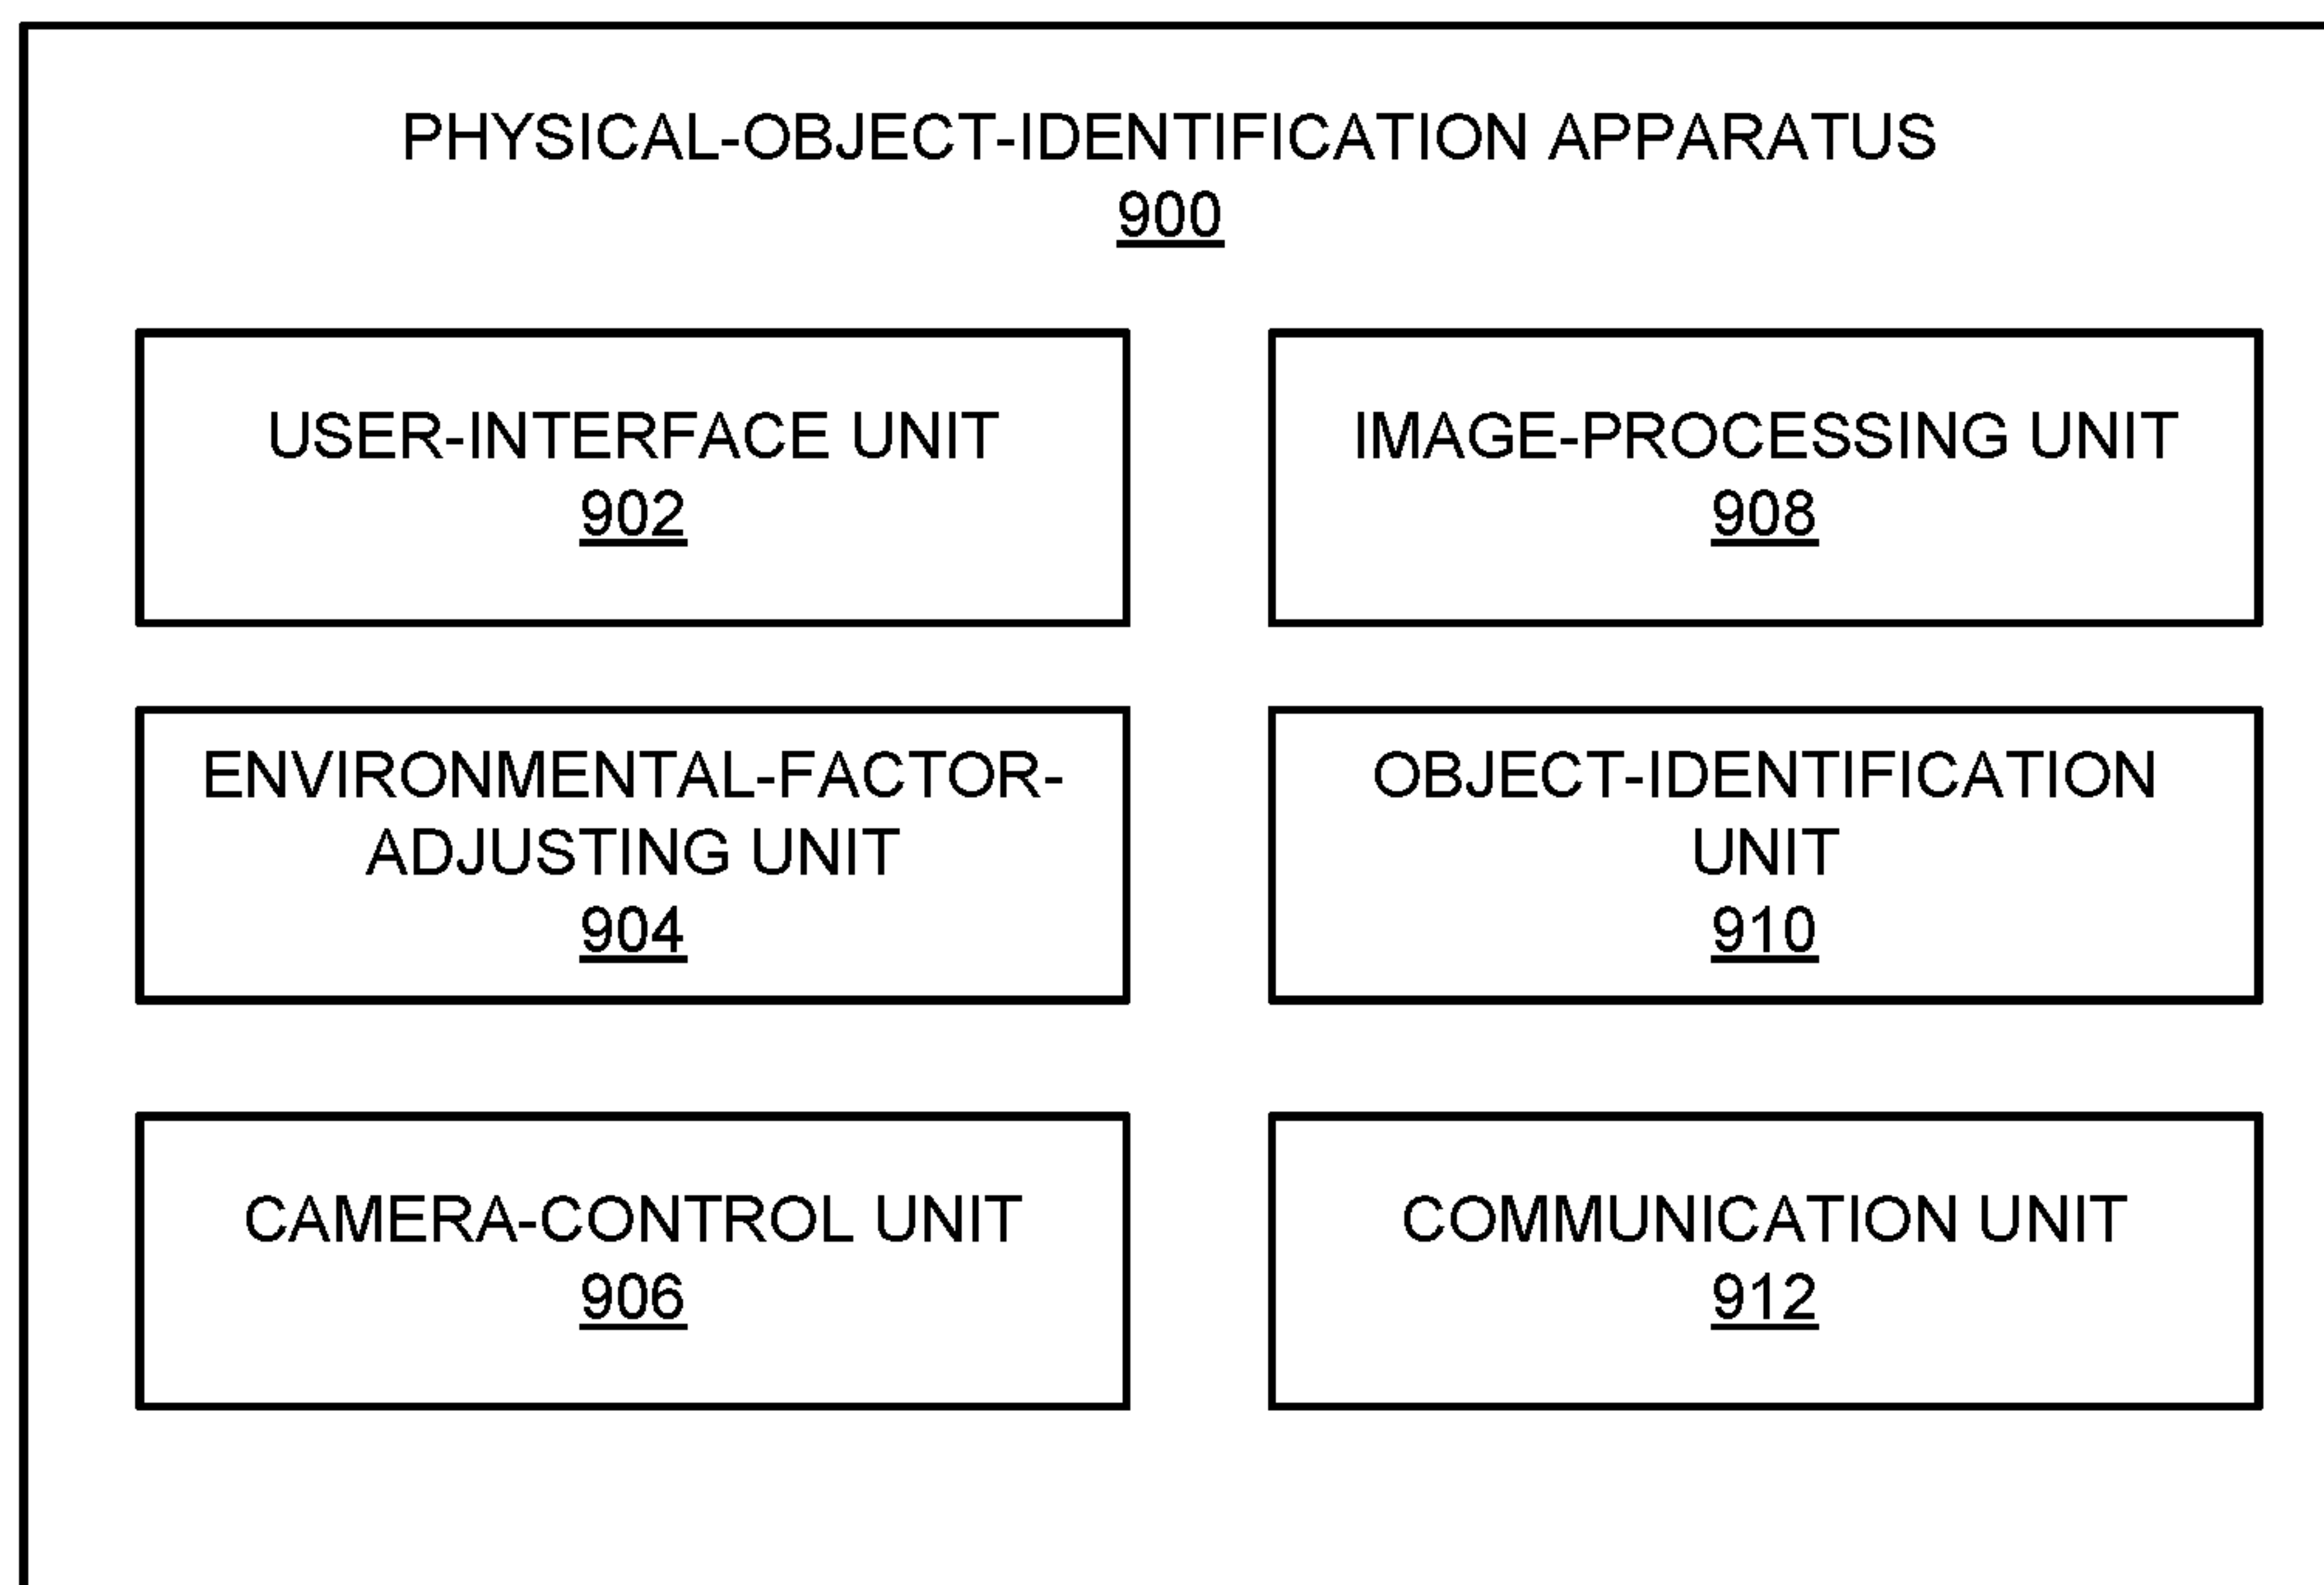 PHYSICAL-OBJECT-IDENTIFICATION APPARATUS
900
USER-INTERFACE UNIT
902
IMAGE-PROCESSING UNIT
908
ENVIRONMENTAL-FACTOR-
ADJUSTING UNIT
904
OBJECT-IDENTIFICATION
UNIT
910
CAMERA-CONTROL UNIT
906
COMMUNICATION UNIT
912